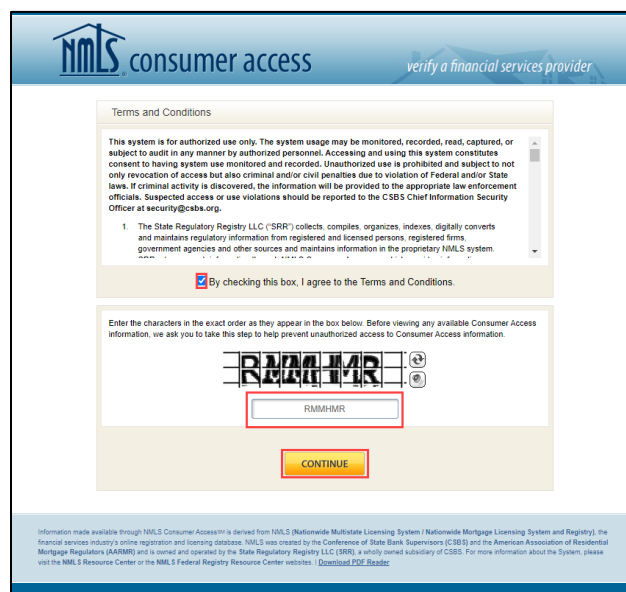 NMLS consumer access
verify a financial services provider
Terms and Conditions
This system is for authorized use only. The system usage may be monitored, recorded, read, captured, or
subject to audit in any manner by authorized personnel. Accessing and using this system constitutes
consent to having system use monitored and recorded. Unauthorized use is prohibited and subject to not
only revocation of access but also criminal and/or civil penalties due to violation of Federal and/or State
laws. If criminal activity is discovered, the information will be provided to the appropriate law enforcement
officials. Suspected access or use violations should be reported to the CSBS Chief Information Security
Officer at security@csbs.org.
1. The State Regulatory Registry LLC ("SRR") collects, compiles, organizes, indexes, digitally converts
and maintains regulatory information from registered and licensed persons, registered firms,
government agencies and other sources and maintains information in the proprietary NMLS system.
By checking this box, I agree to the Terms and Conditions.
Enter the characters in the exact order as they appear in the box below. Before viewing any available Consumer Access
information, we ask you to take this step to help prevent unauthorized access to Consumer Access information.
RMMHMR
RMMHMR
CONTINUE
Information made available through NMLS Consumer Access℠ is derived from NMLS (Nationwide Multistate Licensing System / Nationwide Mortgage Licensing System and Registry), the
financial services industry's online registration and licensing database. NMLS was created by the Conference of State Bank Supervisors (CSBS) and the American Association of Residential
Mortgage Regulators (AARMR) and is owned and operated by the State Regulatory Registry LLC (SRR), a wholly owned subsidiary of CSBS. For more information about the System, please
visit the NMLS Resource Center or the NMLS Federal Registry Resource Center websites. | Download PDF Reader